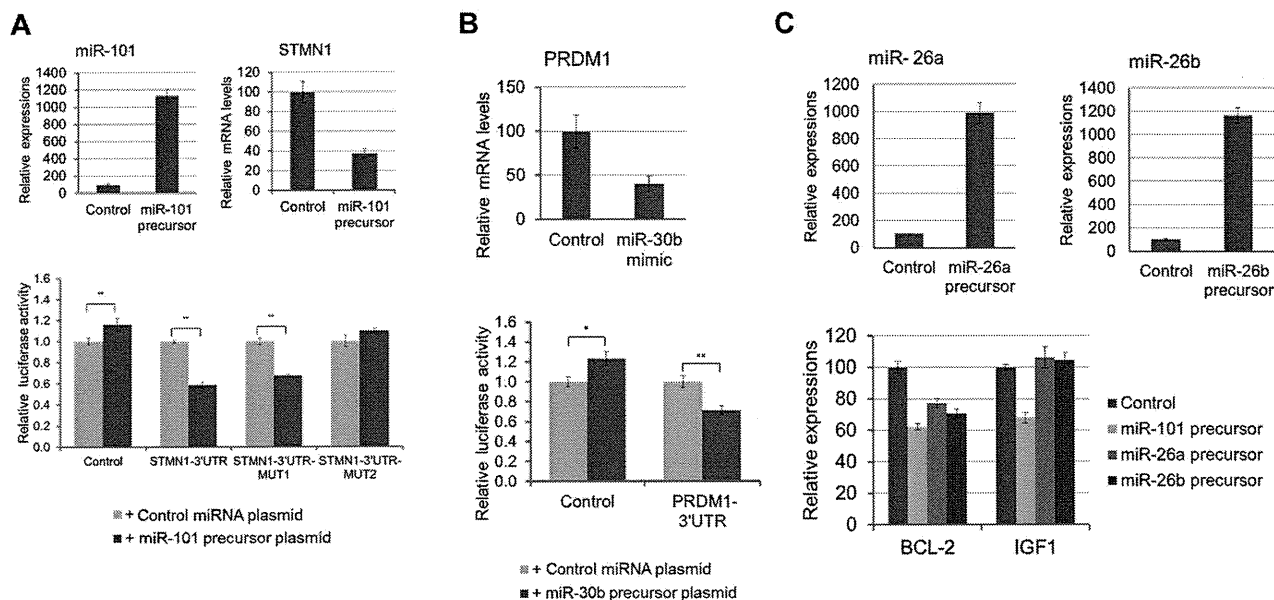 A
miR-101
Relative expressions
1400
1200
1000
800
600
400
200
0
Control
miR-101
precursor
STMN1
Relative mRNA levels
120
100
80
60
40
20
0
Control
miR-101
precursor
Relative luciferase activity
1.6
1.4
1.2
1.0
0.8
0.6
0.4
0.2
0.0
**
**
**
Control
STMN1-3'UTR
STMN1-3'UTR-
MUT1
STMN1-3'UTR-
MUT2
+ Control miRNA plasmid
+ miR-101 precursor plasmid
B
PRDM1
Relative mRNA levels
150
100
50
0
Control
miR-30b
mimic
Relative luciferase activity
1.6
1.4
1.2
1.0
0.8
0.6
0.4
0.2
0.0
*
**
Control
PRDM1-
3'UTR
+ Control miRNA plasmid
+ miR-30b precursor plasmid
C
miR- 26a
Relative expressions
1200
1000
800
600
400
200
0
Control
miR-26a
precursor
miR-26b
Relative expressions
1400
1200
1000
800
600
400
200
0
Control
miR-26b
precursor
Relative expressions
120
100
80
60
40
20
0
BCL-2
IGF1
Control
miR-101 precursor
miR-26a precursor
miR-26b precursor